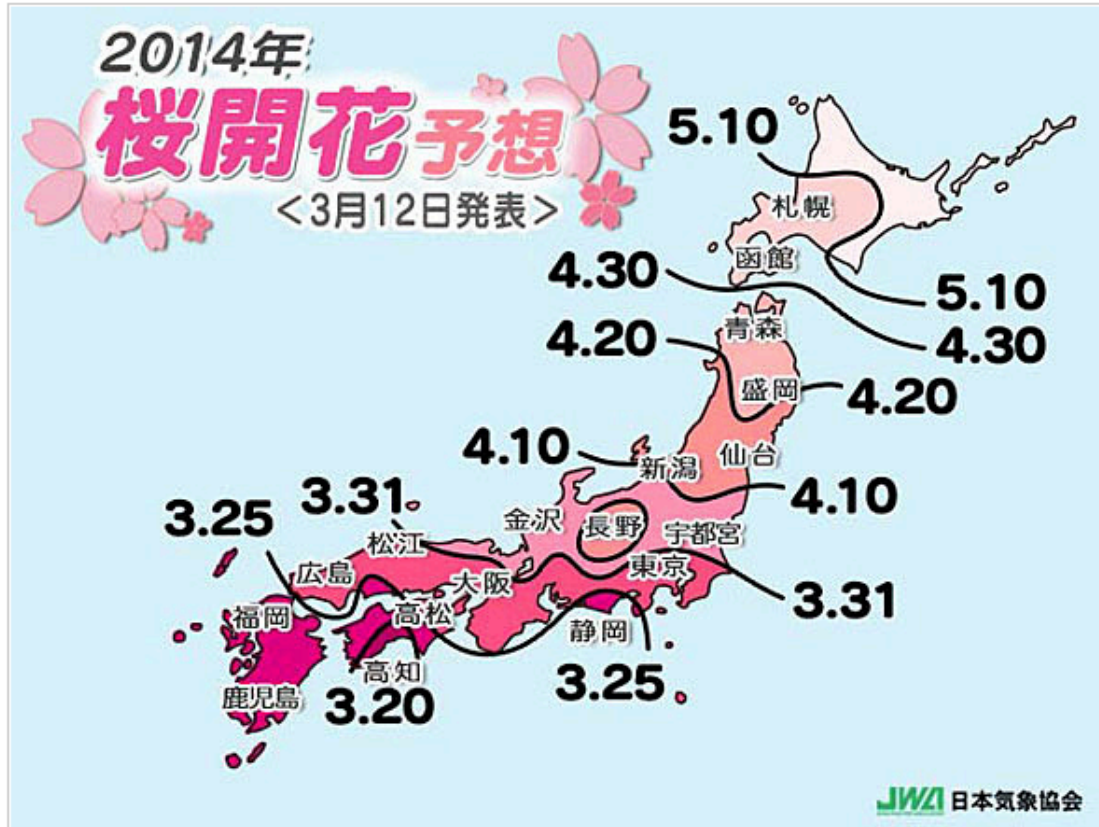 2014年
桜開花予想
<3月12日発表>
5.10
札幌
函館
4.30
5.10
青森
4.30
4.20
盛岡
4.20
4.10
新潟
仙台
4.10
3.31
3.25
金沢
長野
宇都宮
松江
広島
大阪
東京
3.31
福岡
高松
静岡
3.25
高知
鹿児島
3.20
JWA 日本気象協会